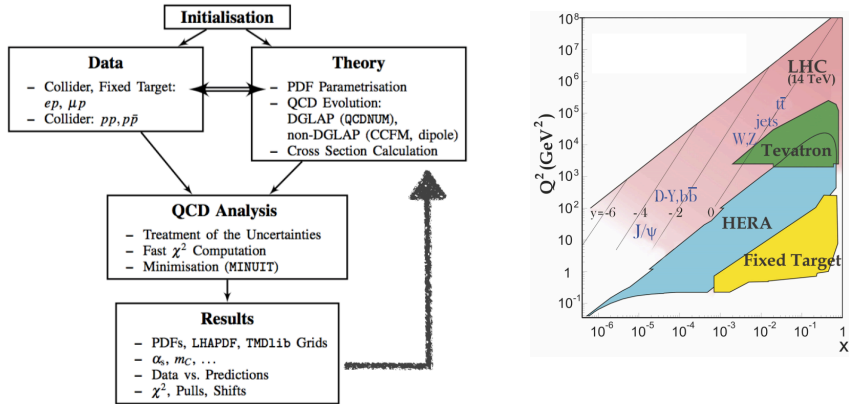 Initialisation
Data
– Collider, Fixed Target:
ep, μp
– Collider: pp, pp̄
Theory
– PDF Parametrisation
– QCD Evolution:
DGLAP (QCDNUM),
non-DGLAP (CCFM, dipole)
– Cross Section Calculation
QCD Analysis
– Treatment of the Uncertainties
– Fast χ² Computation
– Minimisation (MINUIT)
Results
– PDFs, LHAPDF, TMDlib Grids
– αs, mC, ...
– Data vs. Predictions
– χ², Pulls, Shifts
Q² (GeV²)
10⁸
10⁷
10⁶
10⁵
10⁴
10³
10²
10
1
10⁻¹
LHC
(14 TeV)
tt̄
jets
W,Z
Tevatron
D-Y,bb̄
y=-6 -4 -2 0
J/ψ
HERA
Fixed Target
10⁻⁶ 10⁻⁵ 10⁻⁴ 10⁻³ 10⁻² 10⁻¹ 1
x